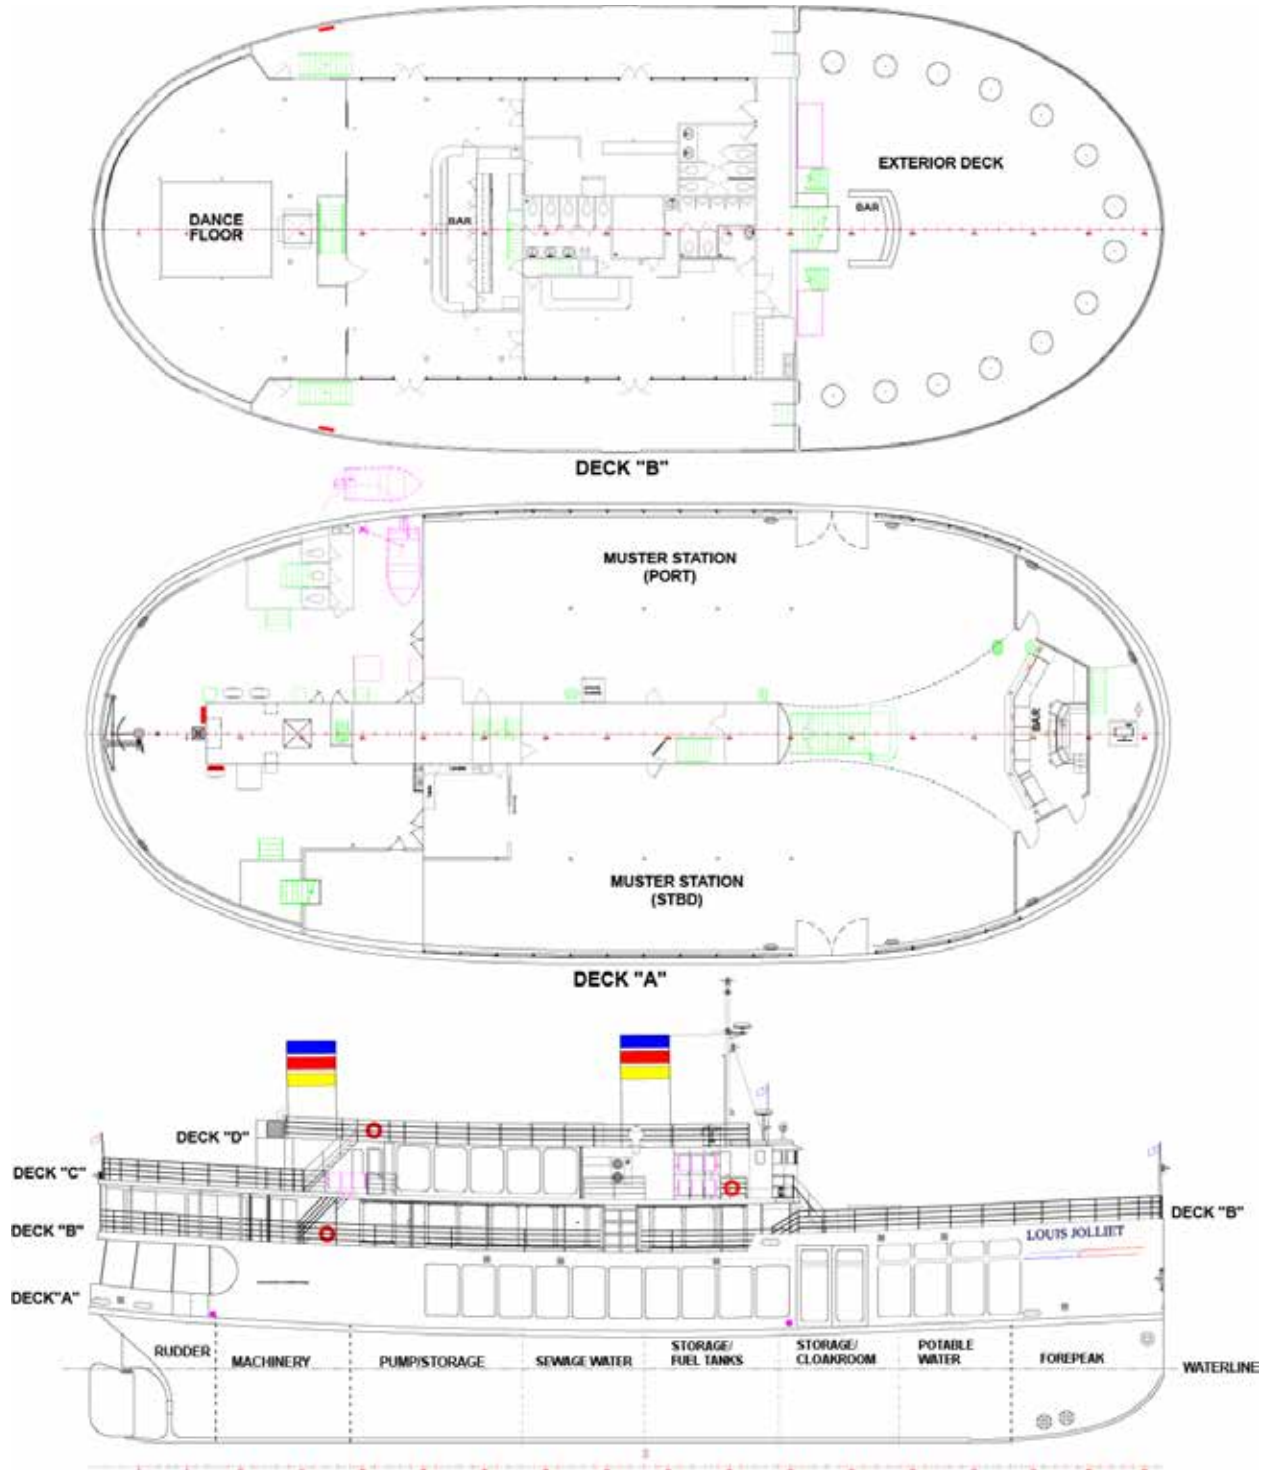 EXTERIOR DECK
DANCE
FLOOR
BAR
BAR
DECK "B"
MUSTER STATION
(PORT)
BAR
MUSTER STATION
(STBD)
DECK "A"
DECK "D"
DECK "C"
DECK "B"
DECK "B"
LOUIS JOLLIET
DECK"A"
RUDDER
MACHINERY
PUMP/STORAGE
SEWAGE WATER
STORAGE/
FUEL TANKS
STORAGE/
CLOAKROOM
POTABLE
WATER
FOREPEAK
WATERLINE